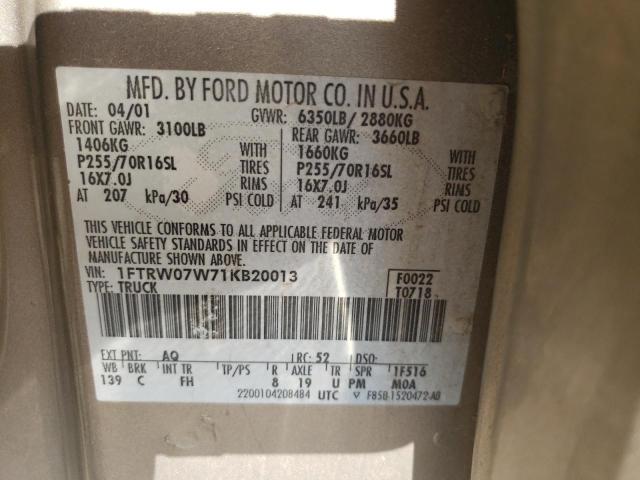 MFD. BY FORD MOTOR CO. IN U.S.A.
DATE: 04/01 GVWR: 6350LB/ 2880KG
FRONT GAWR: 3100LB REAR GAWR: 3660LB
1406KG WITH 1660KG WITH
P255/70R16SL TIRES P255/70R16SL TIRES
16X7.0J RIMS 16X7.0J RIMS
AT 207 kPa/30 PSI COLD AT 241 kPa/35 PSI COLD
THIS VEHICLE CONFORMS TO ALL APPLICABLE FEDERAL MOTOR
VEHICLE SAFETY STANDARDS IN EFFECT ON THE DATE OF
MANUFACTURE SHOWN ABOVE.
VIN: 1FTRW07W71KB20013 F0022
TYPE: TRUCK T0718
EXT PNT: AQ RC: 52 DSO:
WB BRK INT TR TP/PS R AXLE TR SPR 1F516
139 C FH 8 19 U PM M0A
2200104208484 UTC F85B-1520472-AB